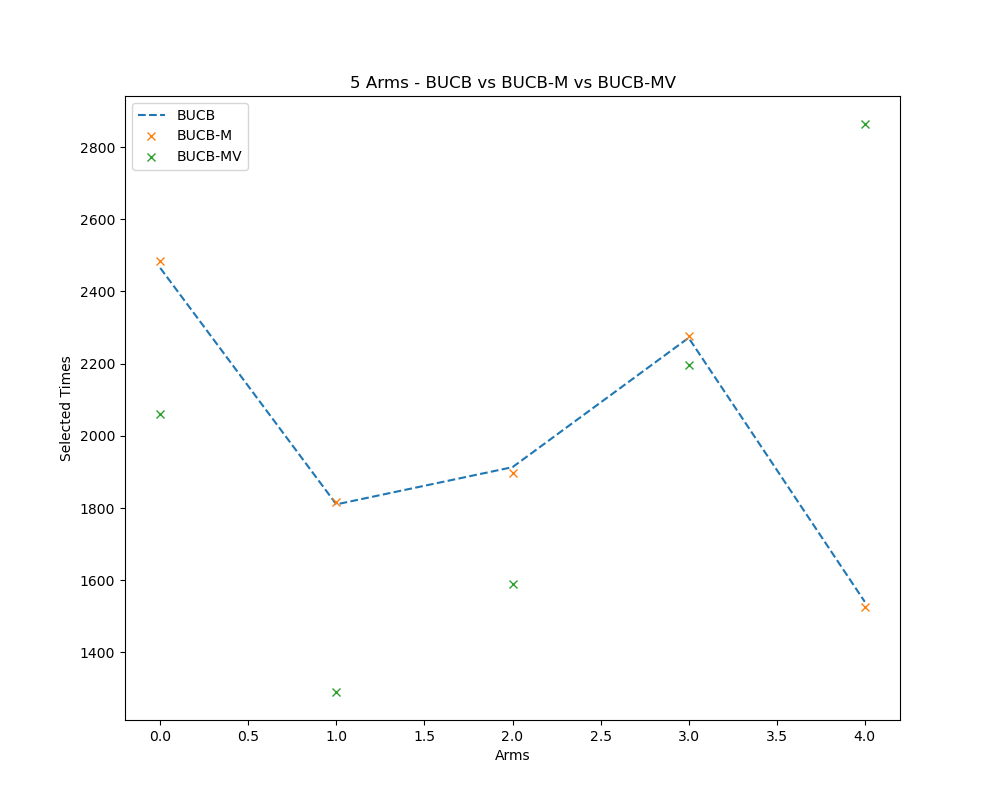 5 Arms - BUCB vs BUCB-M vs BUCB-MV
BUCB
BUCB-M
BUCB-MV
2800
2600
2400
2200
2000
1800
1600
1400
Selected Times
0.0 0.5 1.0 1.5 2.0 2.5 3.0 3.5 4.0
Arms